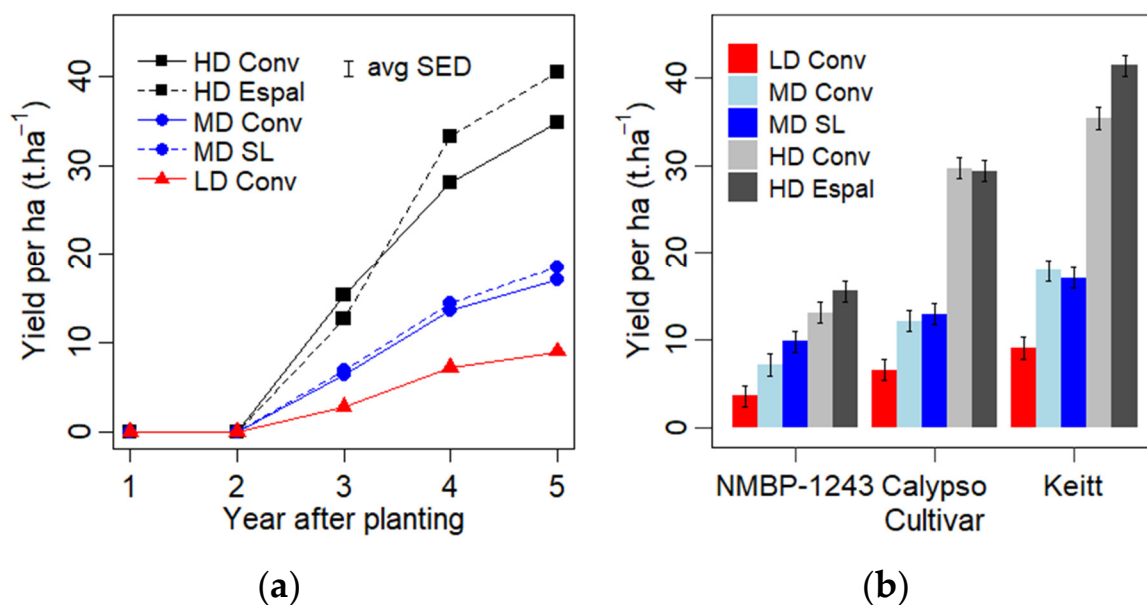 HD Conv
HD Espal
MD Conv
MD SL
LD Conv
avg SED
Yield per ha (t.ha⁻¹)
0 10 20 30 40
1 2 3 4 5
Year after planting
(a)
LD Conv
MD Conv
MD SL
HD Conv
HD Espal
Yield per ha (t.ha⁻¹)
0 10 20 30 40
NMBP-1243 Calypso Keitt
Cultivar
(b)